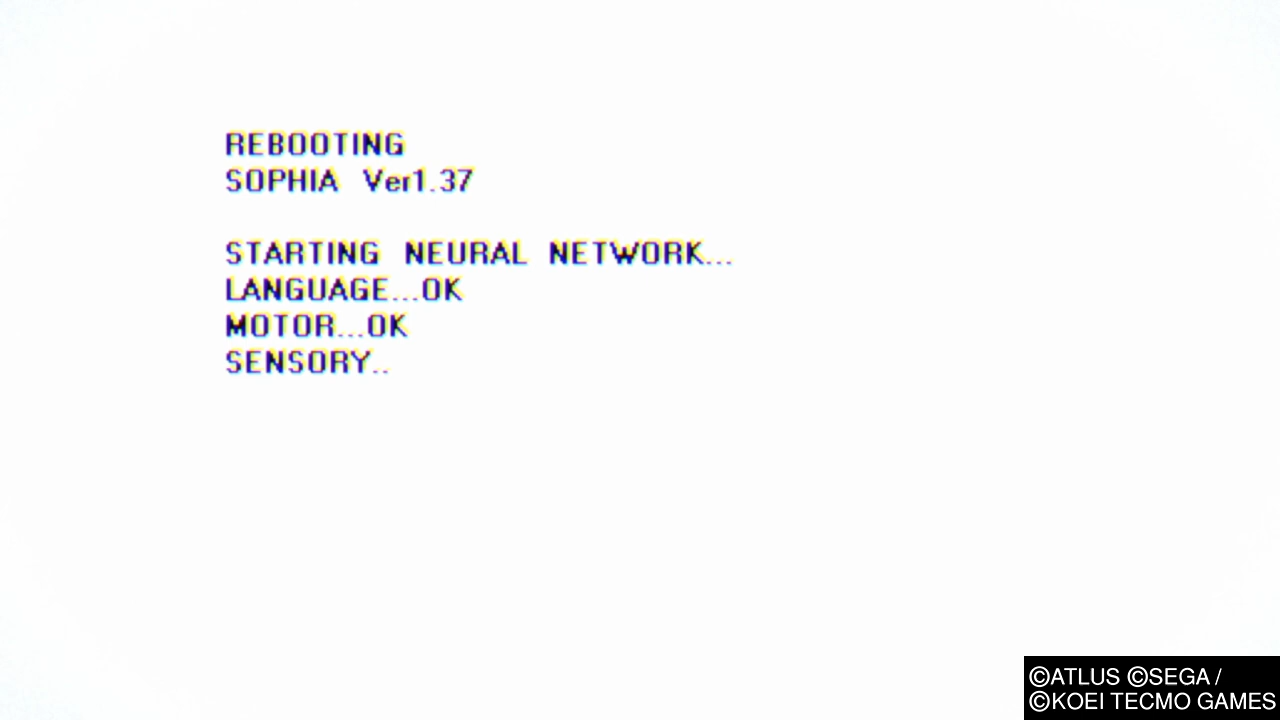 REBOOTING
SOPHIA Ver1.37
STARTING NEURAL NETWORK...
LANGUAGE...OK
MOTOR...OK
SENSORY..
©ATLUS ©SEGA /
©KOEI TECMO GAMES